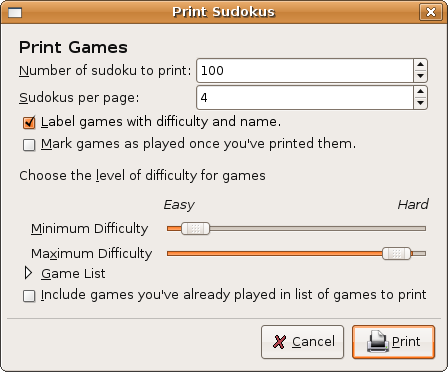 Print Sudokus
Print Games
Number of sudoku to print: 100
Sudokus per page: 4
Label games with difficulty and name.
Mark games as played once you've printed them.
Choose the level of difficulty for games
Easy Hard
Minimum Difficulty
Maximum Difficulty
Game List
Include games you've already played in list of games to print
Cancel Print